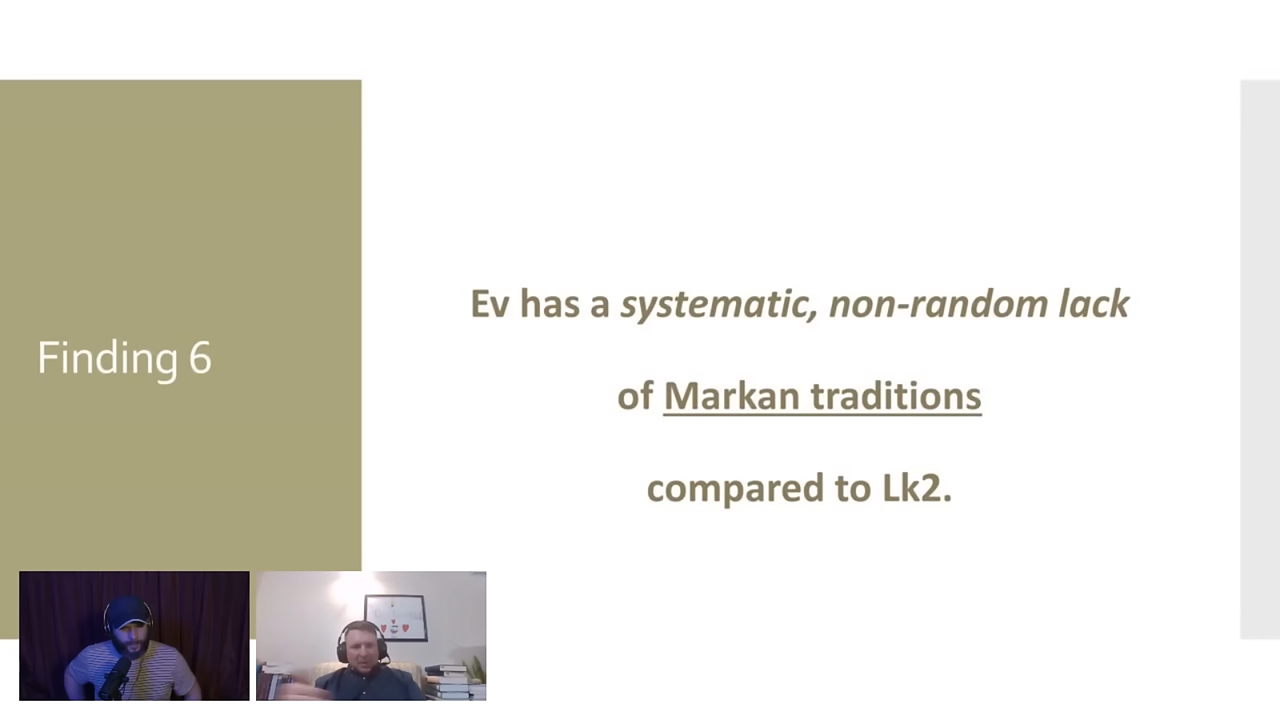 Finding 6
Ev has a systematic, non-random lack
of Markan traditions
compared to Lk2.